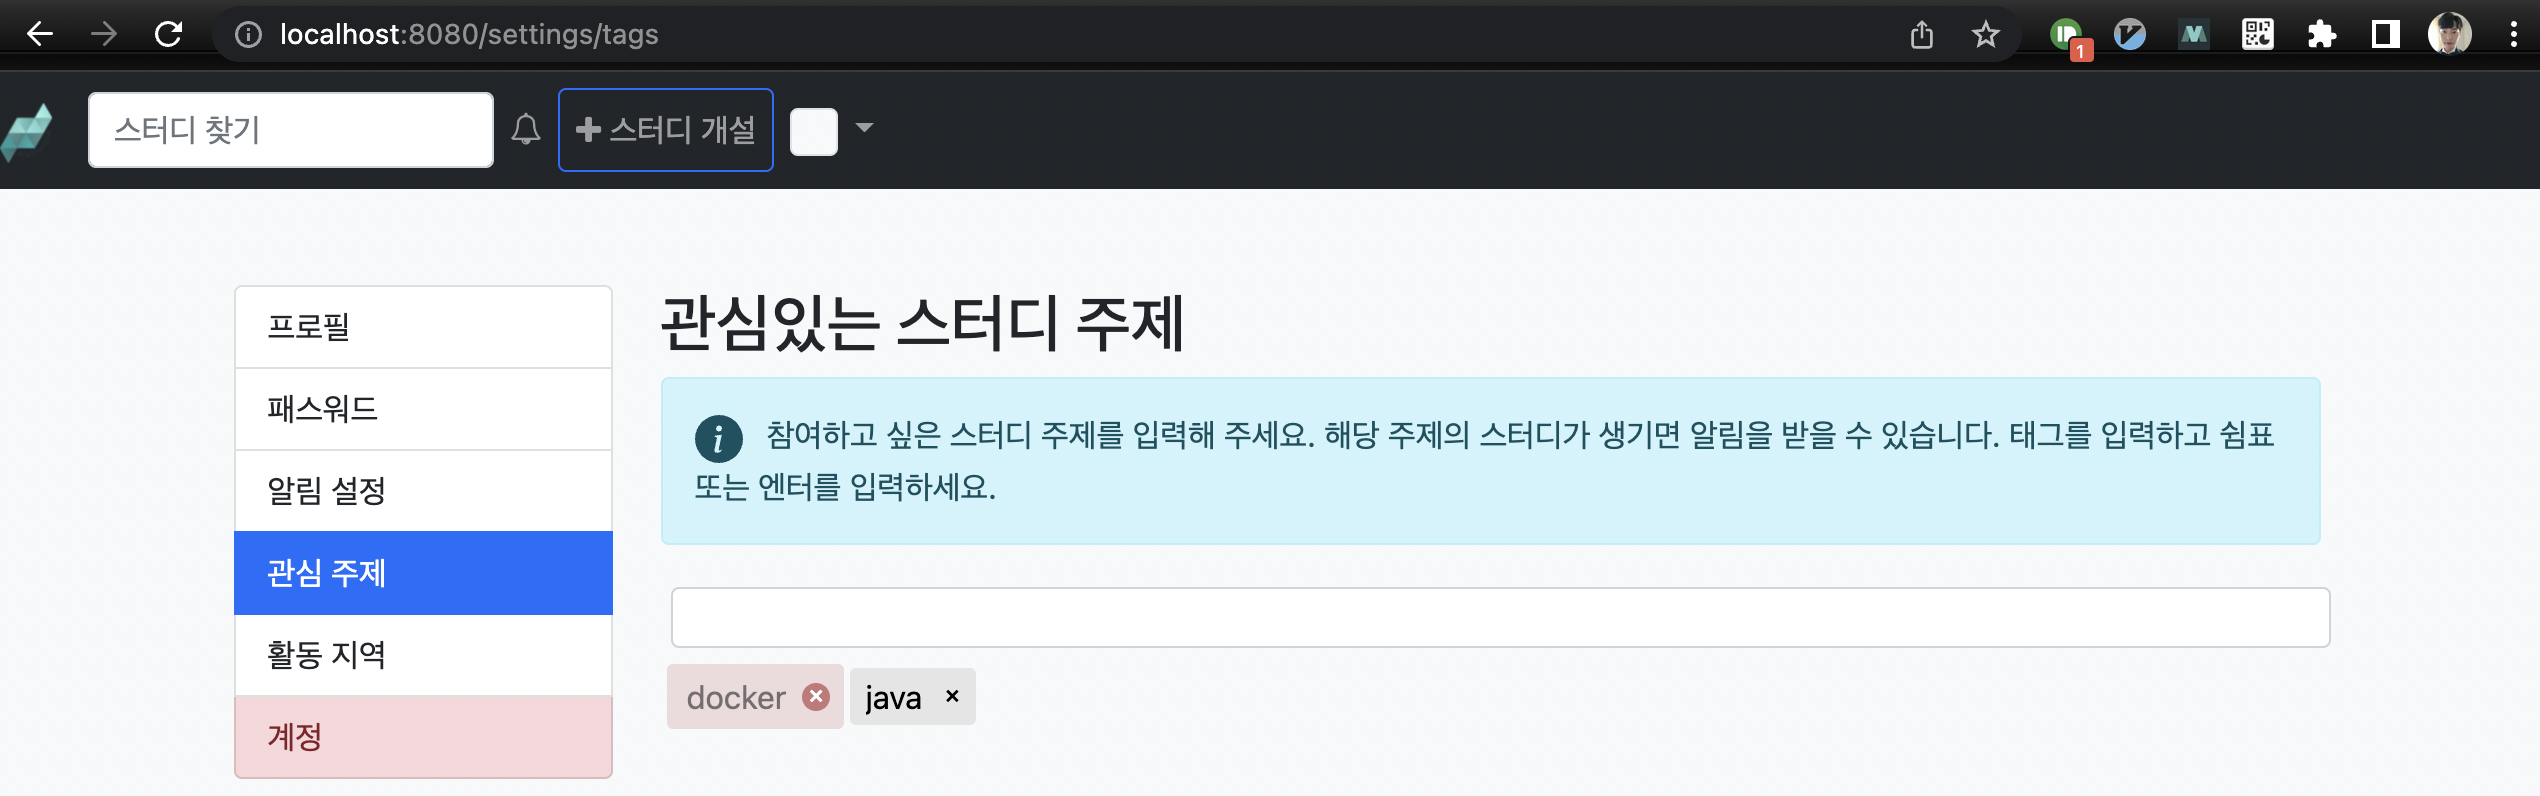 localhost:8080/settings/tags
1
스터디 찾기
스터디 개설
프로필
패스워드
알림 설정
관심 주제
활동 지역
계정
관심있는 스터디 주제
참여하고 싶은 스터디 주제를 입력해 주세요. 해당 주제의 스터디가 생기면 알림을 받을 수 있습니다. 태그를 입력하고 쉼표
또는 엔터를 입력하세요.
docker
java